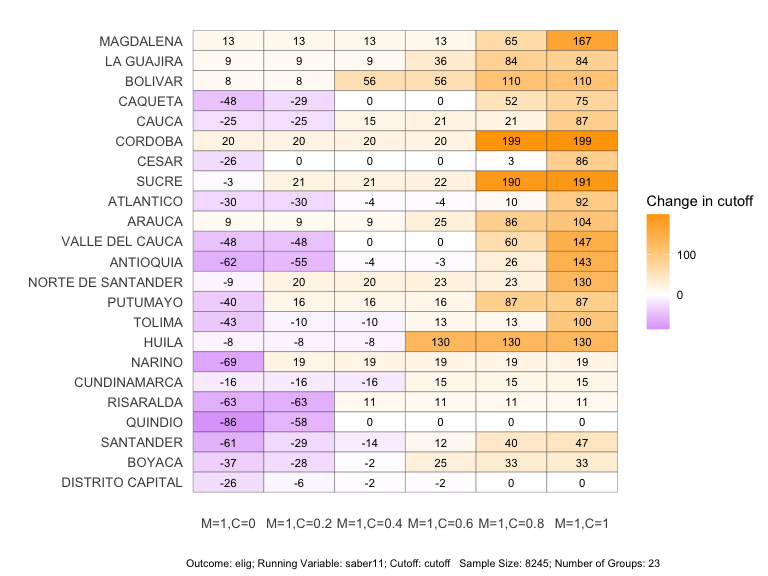 MAGDALENA 13 13 13 13 65 167
LA GUAJIRA 9 9 9 36 84 84
BOLIVAR 8 8 56 56 110 110
CAQUETA -48 -29 0 0 52 75
CAUCA -25 -25 15 21 21 87
CORDOBA 20 20 20 20 199 199
CESAR -26 0 0 0 3 86
SUCRE -3 21 21 22 190 191
ATLANTICO -30 -30 -4 -4 10 92
ARAUCA 9 9 9 25 86 104
VALLE DEL CAUCA -48 -48 0 0 60 147
ANTIOQUIA -62 -55 -4 -3 26 143
NORTE DE SANTANDER -9 20 20 23 23 130
PUTUMAYO -40 16 16 16 87 87
TOLIMA -43 -10 -10 13 13 100
HUILA -8 -8 -8 130 130 130
NARINO -69 19 19 19 19 19
CUNDINAMARCA -16 -16 -16 15 15 15
RISARALDA -63 -63 11 11 11 11
QUINDIO -86 -58 0 0 0 0
SANTANDER -61 -29 -14 12 40 47
BOYACA -37 -28 -2 25 33 33
DISTRITO CAPITAL -26 -6 -2 -2 0 0
M=1,C=0 M=1,C=0.2 M=1,C=0.4 M=1,C=0.6 M=1,C=0.8 M=1,C=1
Change in cutoff
100
0
Outcome: elig; Running Variable: saber11; Cutoff: cutoff Sample Size: 8245; Number of Groups: 23